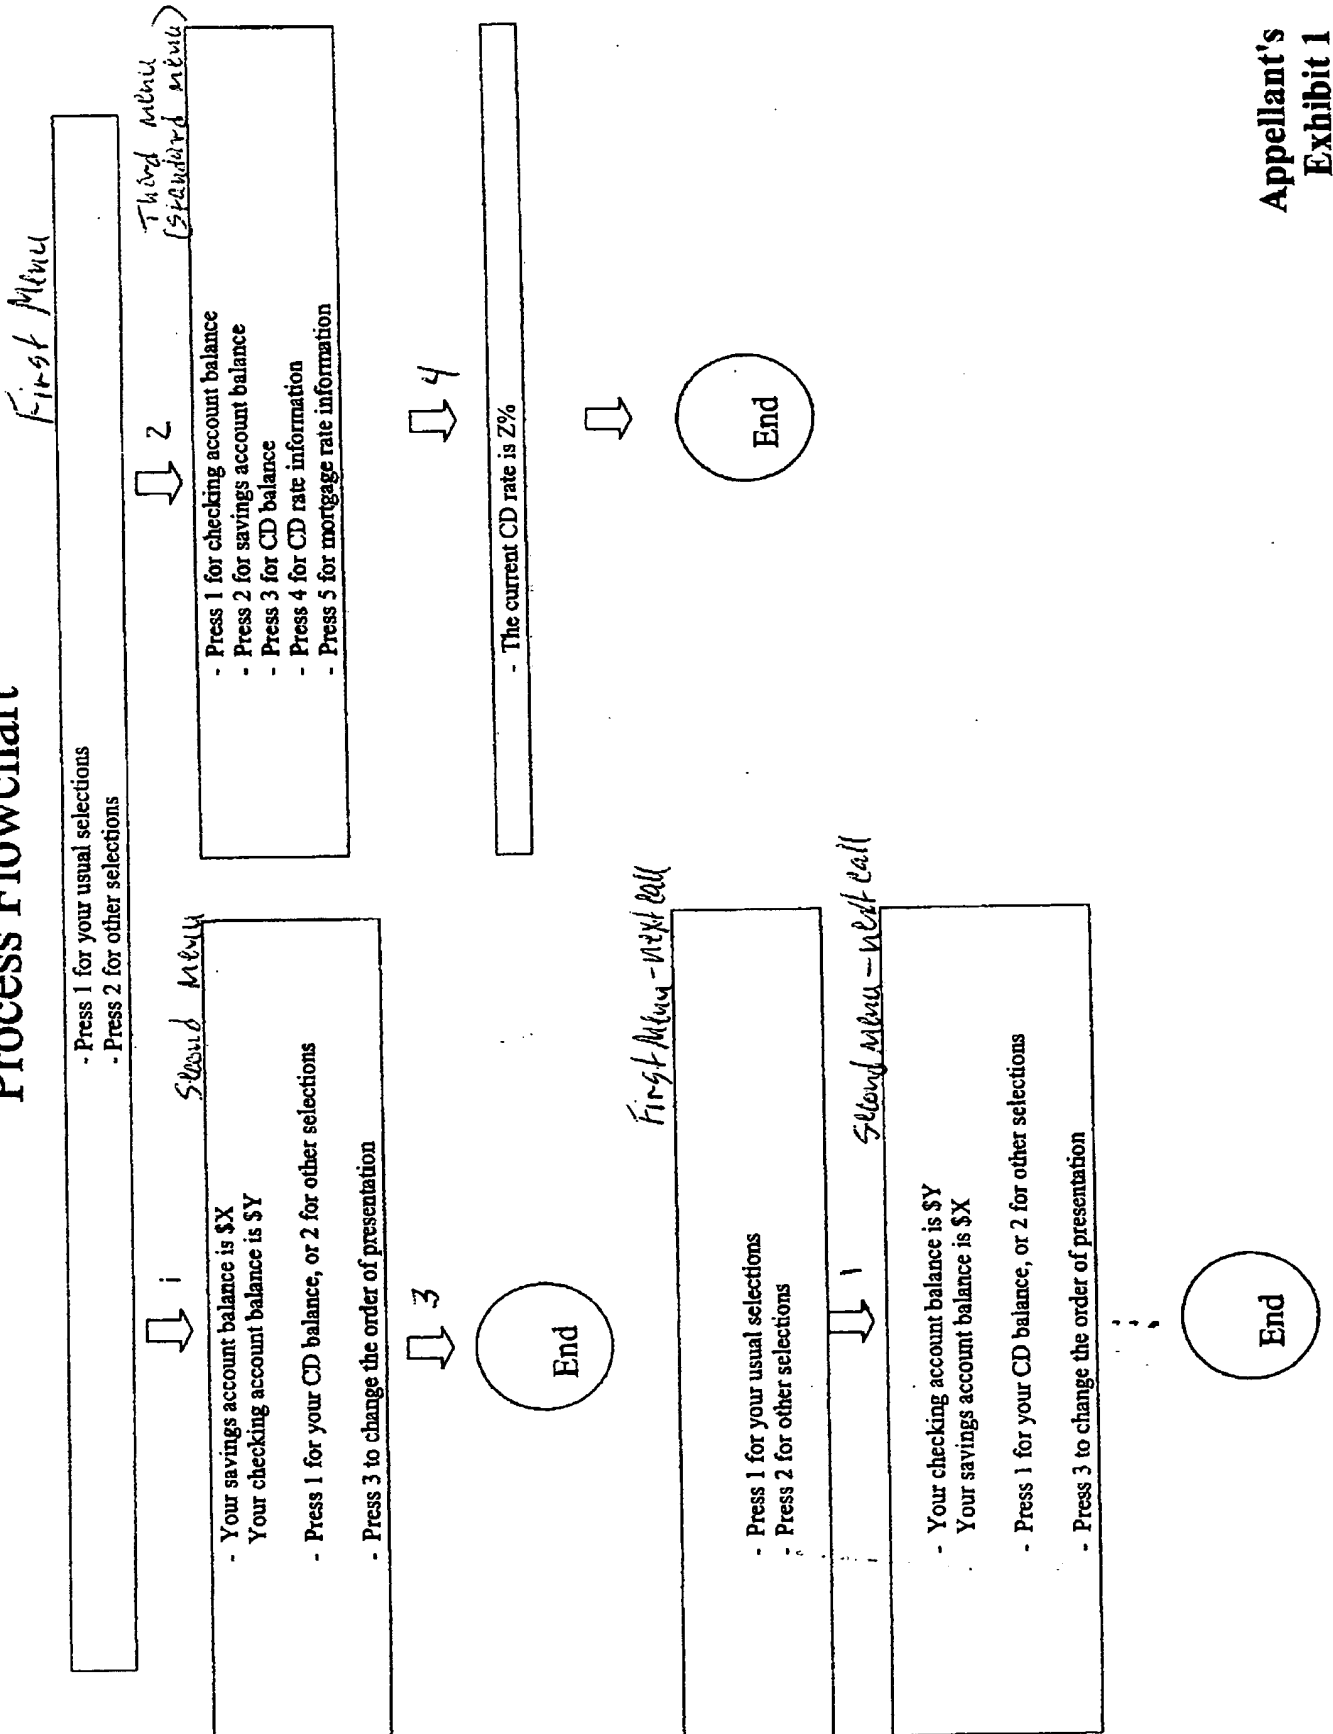 Process Flowchart
First Menu
- Press 1 for your usual selections
- Press 2 for other selections
1
Second Menu
- Your savings account balance is $X
Your checking account balance is $Y
- Press 1 for your CD balance, or 2 for other selections
- Press 3 to change the order of presentation
3
End
2
Third Menu
(standard menu)
- Press 1 for checking account balance
- Press 2 for savings account balance
- Press 3 for CD balance
- Press 4 for CD rate information
- Press 5 for mortgage rate information
4
- The current CD rate is Z%
End
First Menu - next call
- Press 1 for your usual selections
- Press 2 for other selections
1
Second Menu - next call
- Your checking account balance is $Y
Your savings account balance is $X
- Press 1 for your CD balance, or 2 for other selections
- Press 3 to change the order of presentation
End
Appellant's
Exhibit 1